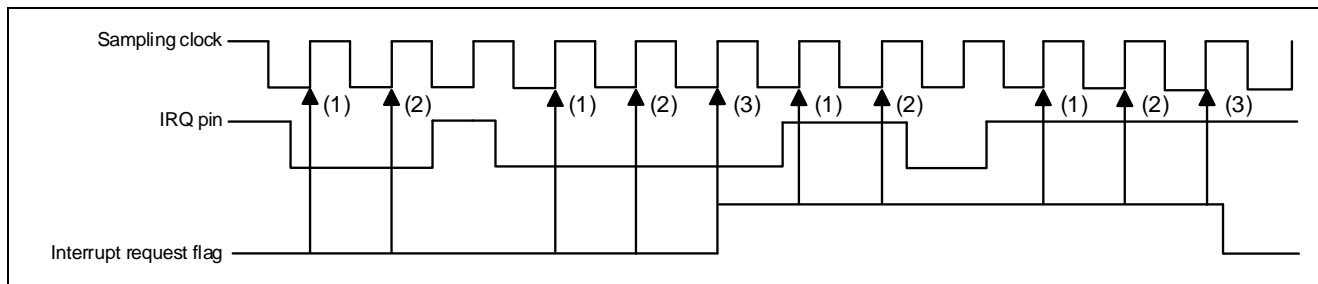 Sampling clock
(1) (2) (1) (2) (3) (1) (2) (1) (2) (3)
IRQ pin
Interrupt request flag